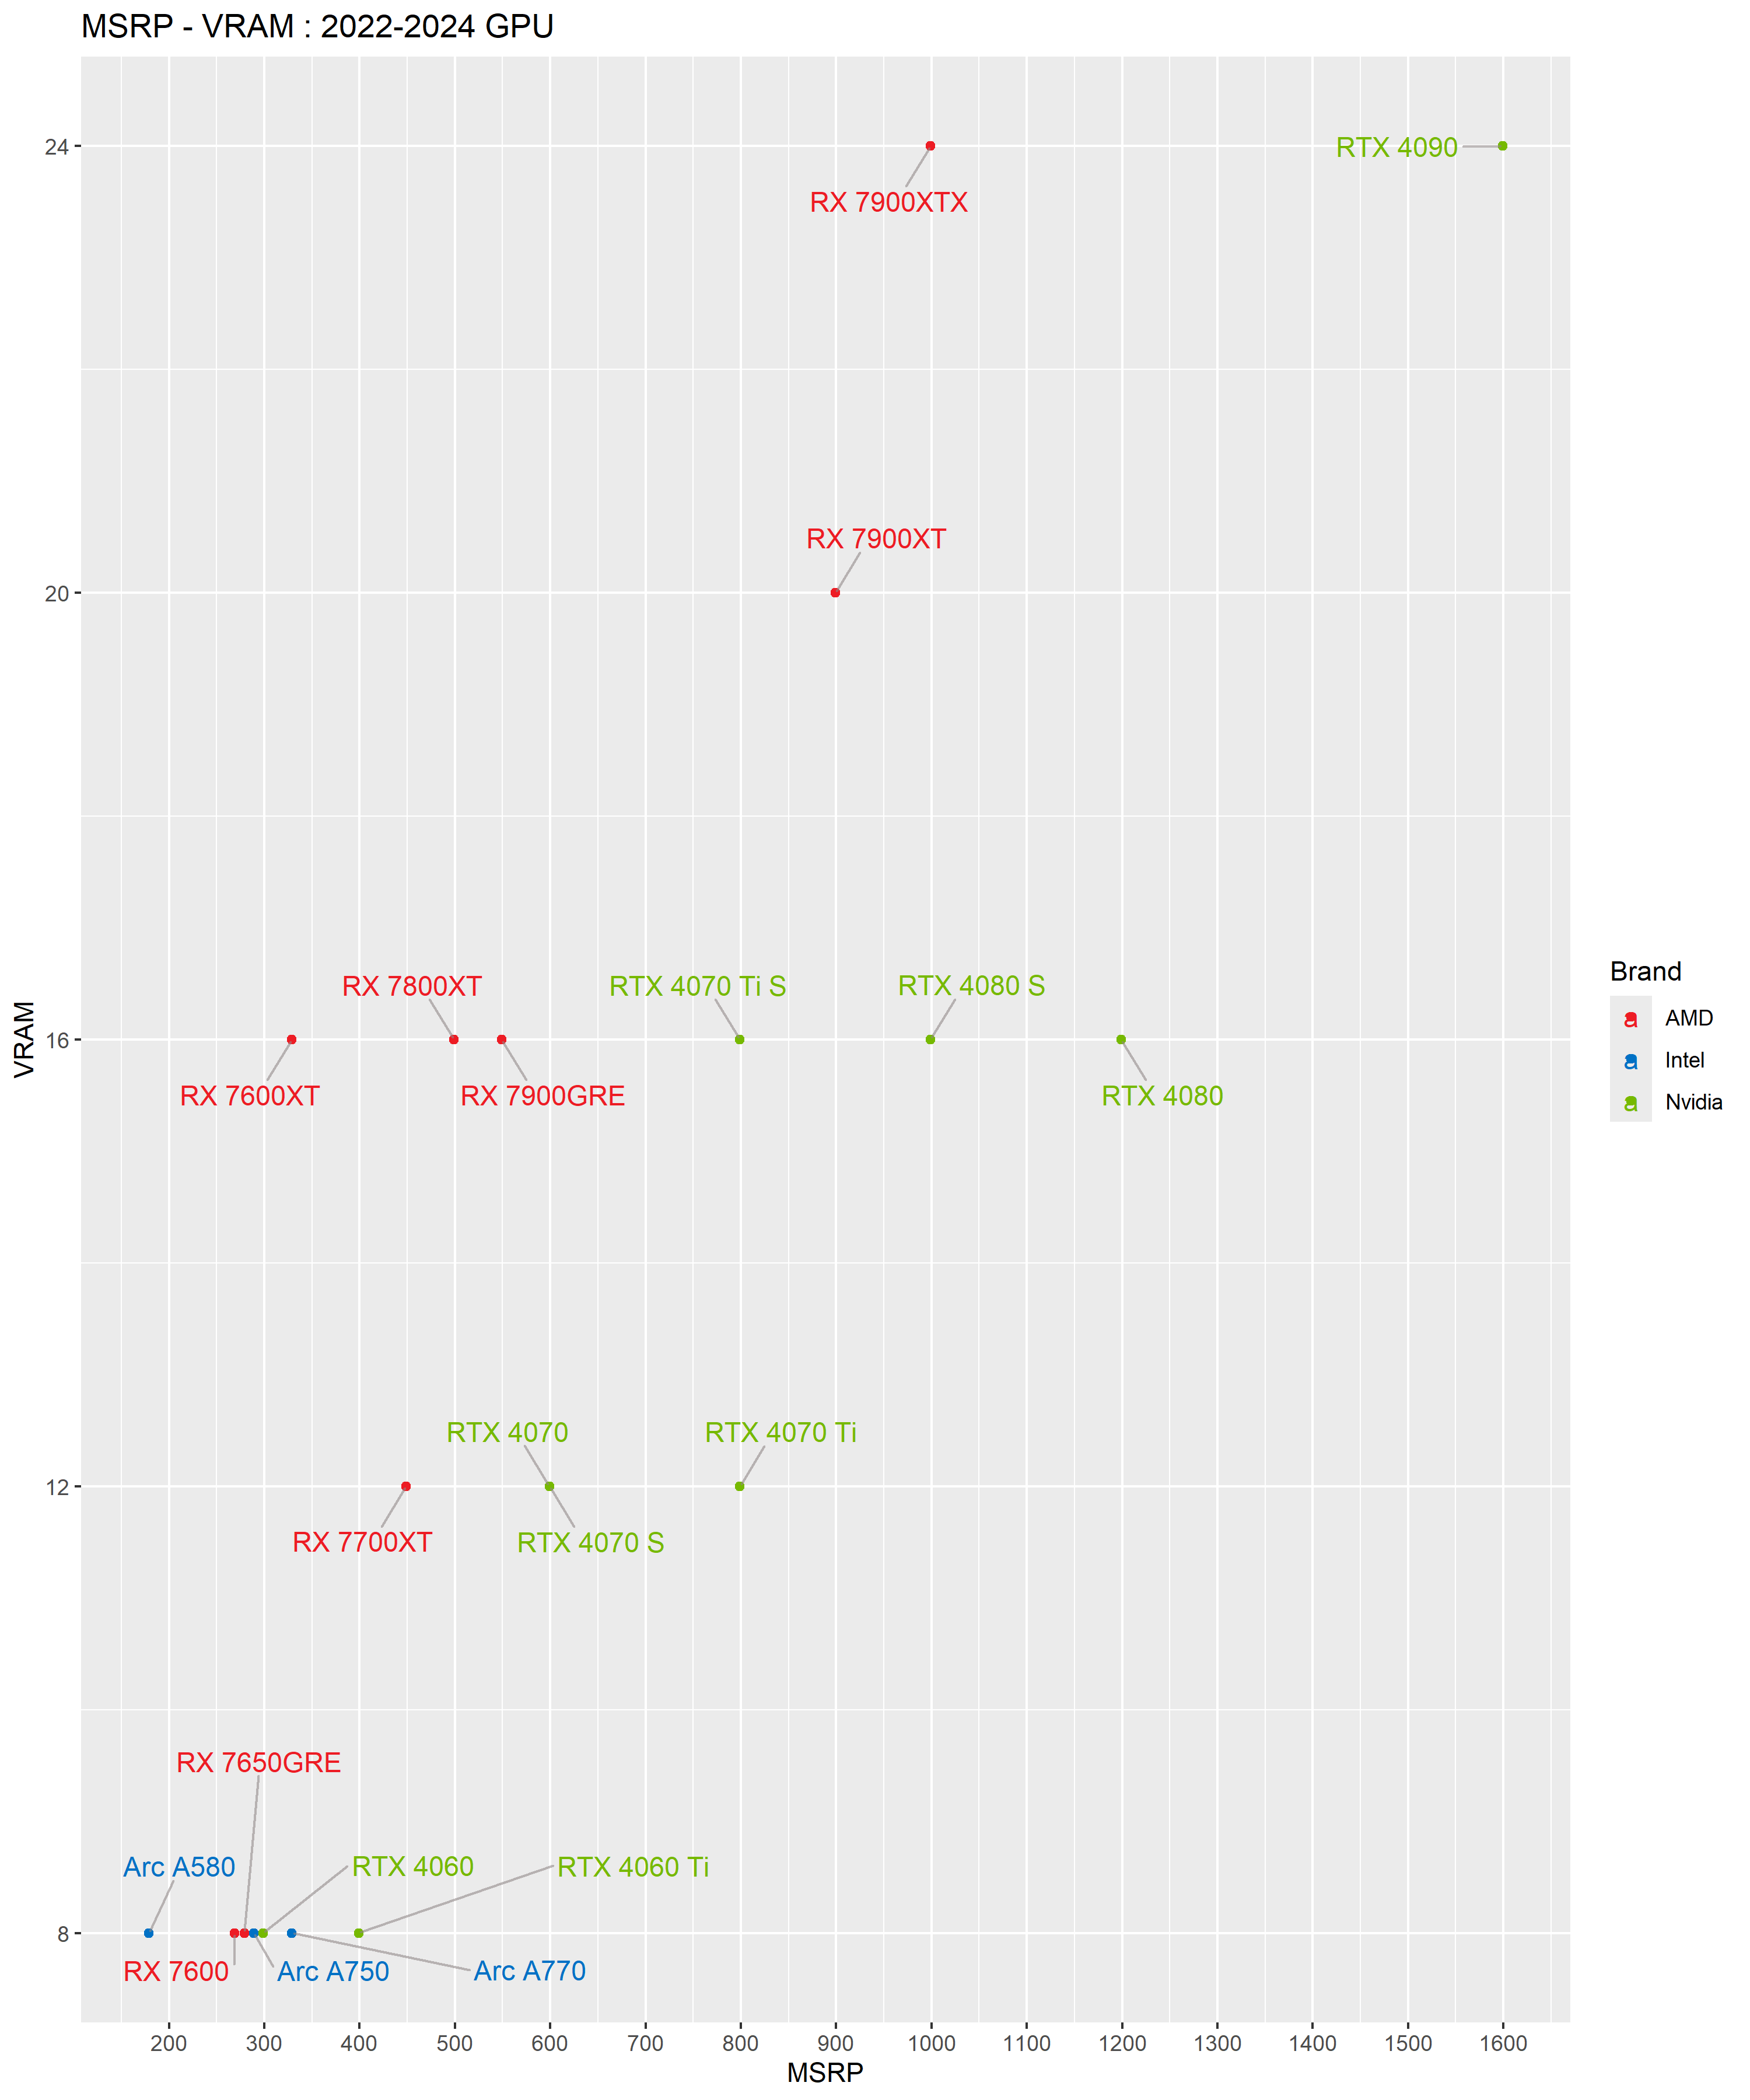 MSRP - VRAM : 2022-2024 GPU
24
RTX 4090
RX 7900XTX
RX 7900XT
20
RX 7800XT
RTX 4070 Ti S
RTX 4080 S
16
RX 7600XT
RX 7900GRE
RTX 4080
VRAM
Brand
a AMD
a Intel
a Nvidia
RTX 4070
RTX 4070 Ti
12
RX 7700XT
RTX 4070 S
RX 7650GRE
Arc A580
RTX 4060
RTX 4060 Ti
8
RX 7600
Arc A750
Arc A770
200 300 400 500 600 700 800 900 1000 1100 1200 1300 1400 1500 1600
MSRP